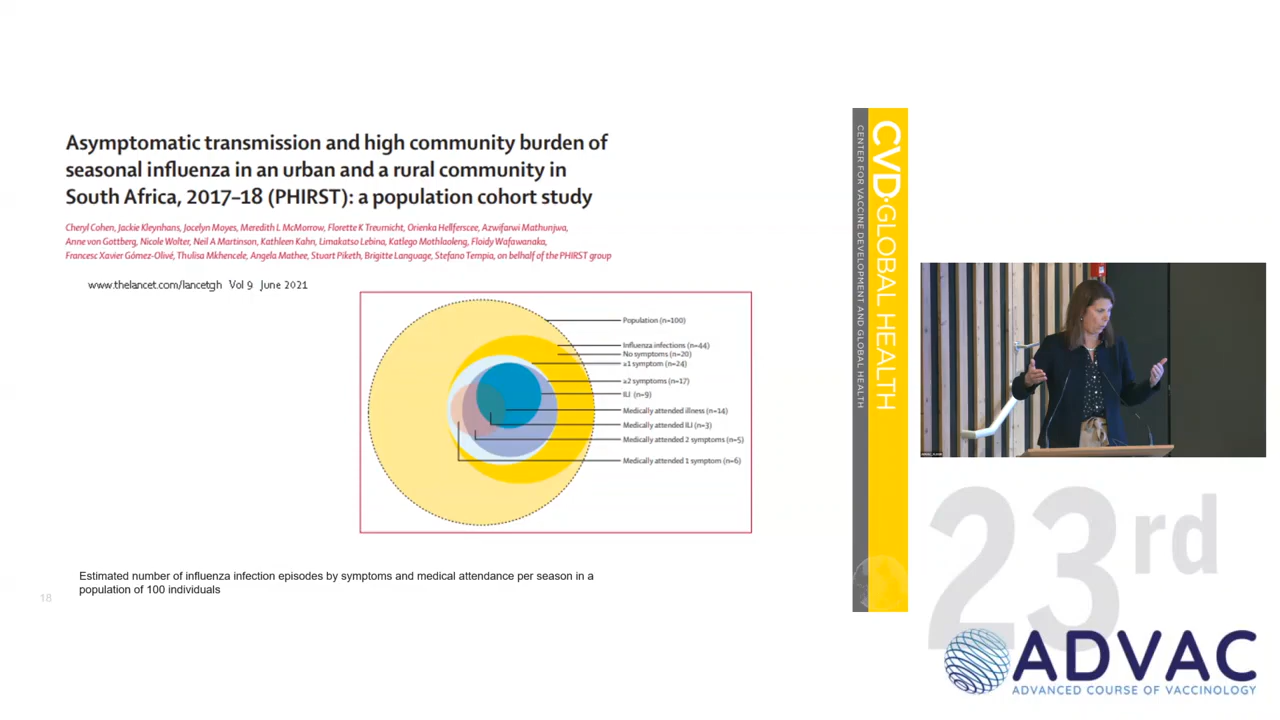 Asymptomatic transmission and high community burden of
seasonal influenza in an urban and a rural community in
South Africa, 2017–18 (PHIRST): a population cohort study
Cheryl Cohen, Jackie Kleynhans, Jocelyn Moyes, Meredith L McMorrow, Florette K Treurnicht, Orienka Hellferscee, Azwifarwi Mathunjwa,
Anne von Gottberg, Nicole Wolter, Neil A Martinson, Kathleen Kahn, Limakatso Lebina, Katlego Mothlaoleng, Floidy Wafawanaka,
Francesc Xavier Gómez-Olivé, Thulisa Mkhencele, Angela Mathee, Stuart Piketh, Brigitte Language, Stefano Tempia, on belhalf of the PHIRST group
www.thelancet.com/lancetgh Vol 9 June 2021
Population (n=100)
Influenza infections (n=44)
No symptoms (n=20)
≥1 symptom (n=24)
≥2 symptoms (n=17)
ILI (n=9)
Medically attended illness (n=14)
Medically attended ILI (n=3)
Medically attended 2 symptoms (n=5)
Medically attended 1 symptom (n=6)
Estimated number of influenza infection episodes by symptoms and medical attendance per season in a
population of 100 individuals
18
CVD·GLOBAL HEALTH
CENTER FOR VACCINE DEVELOPMENT AND GLOBAL HEALTH
23rd
ADVAC
ADVANCED COURSE OF VACCINOLOGY